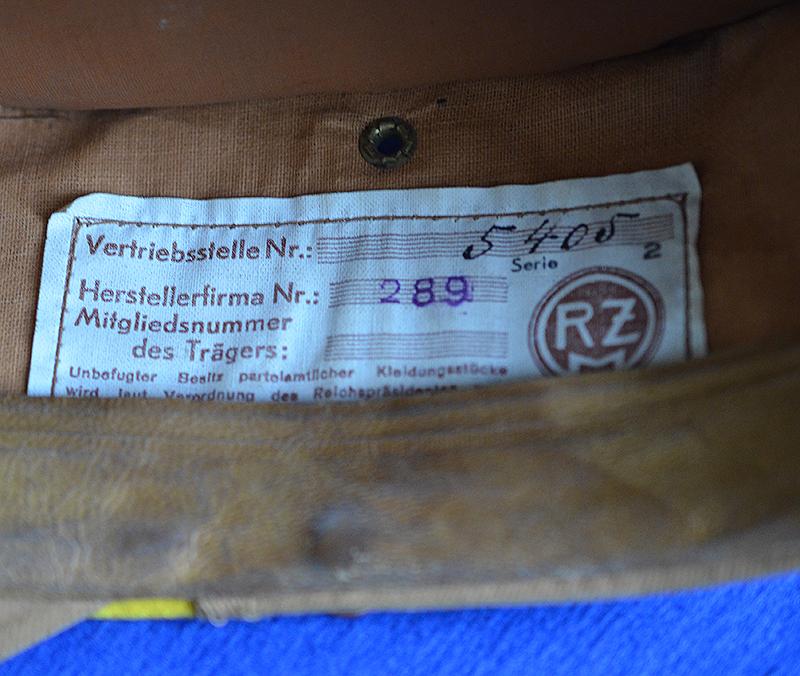 Vertriebsstelle Nr.: 5405
Serie 2
Herstellerfirma Nr.: 289
Mitgliedsnummer
des Trägers:
RZM
Unbefugter Besitz parteiamtlicher Kleidungsstücke
wird laut Verordnung des Reichspräsidenten